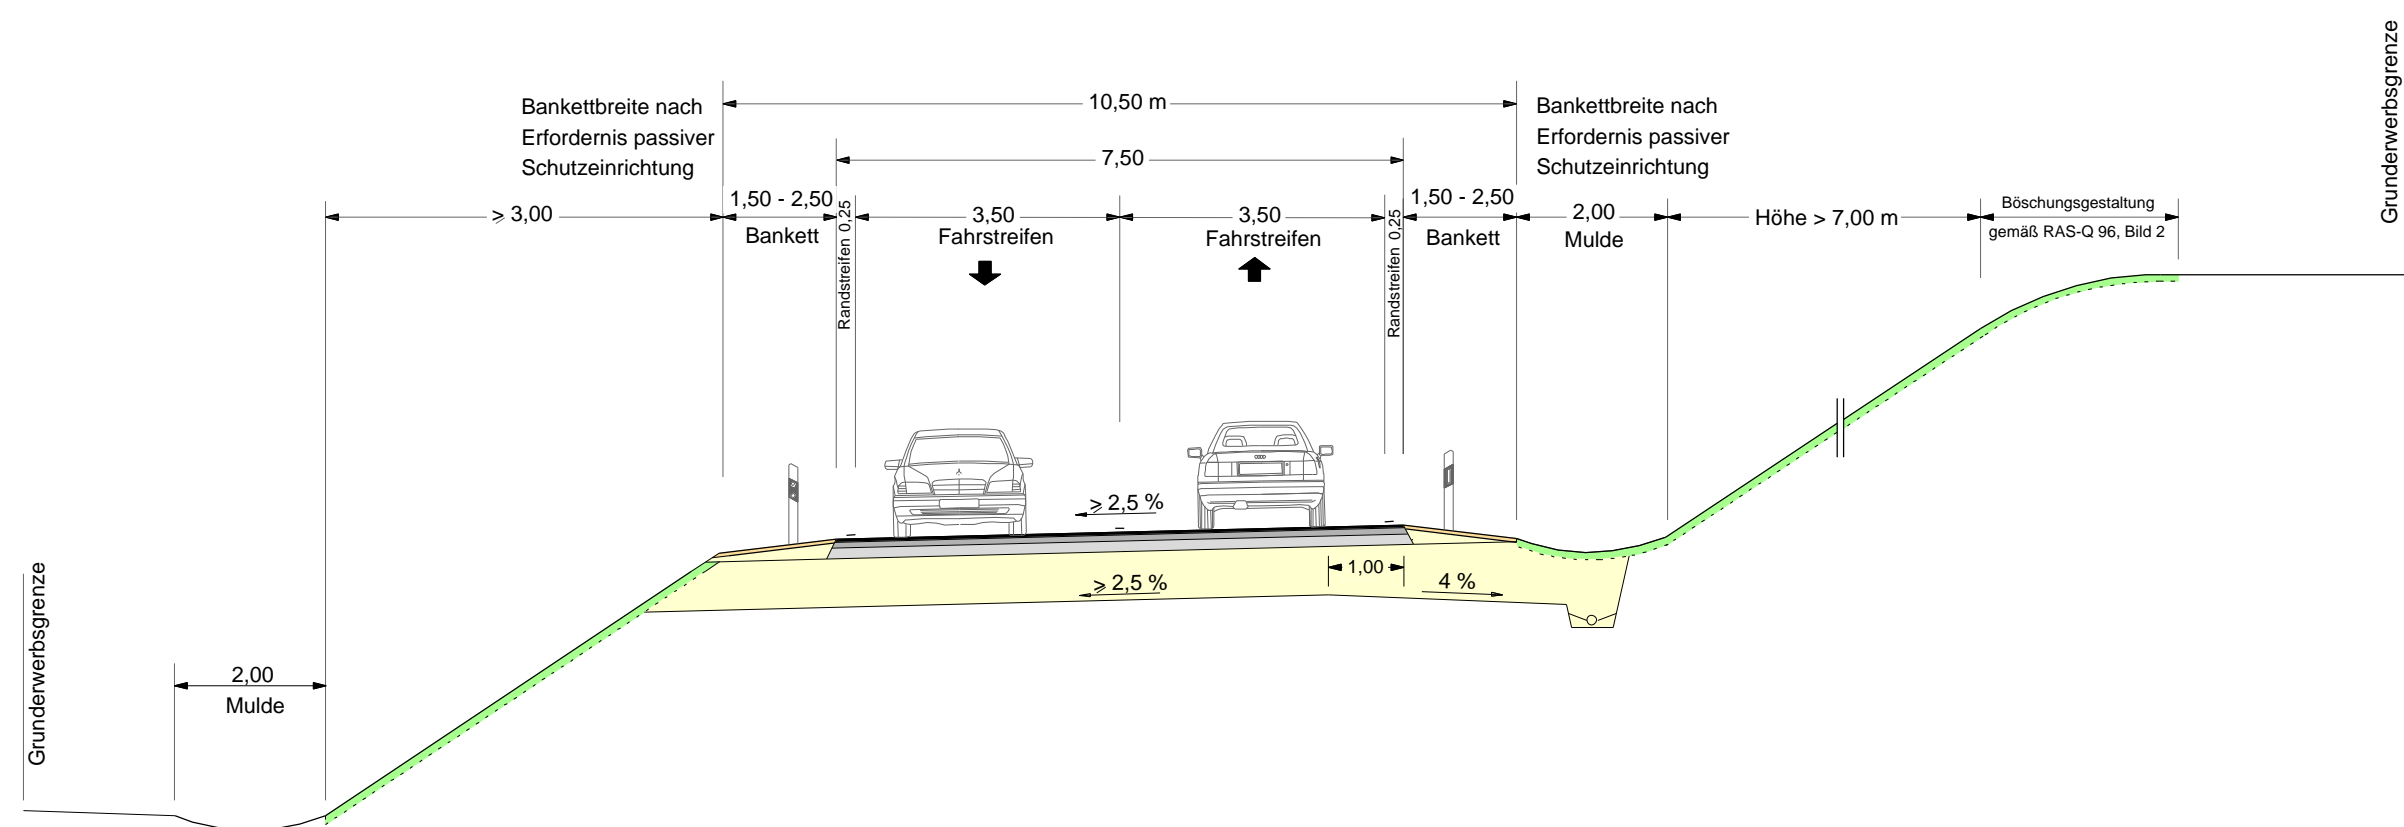 Grunderwerbsgrenze
Bankettbreite nach
Erfordernis passiver
Schutzeinrichtung
10,50 m
Bankettbreite nach
Erfordernis passiver
Schutzeinrichtung
7,50
⩾ 3,00
1,50 - 2,50
Bankett
Randstreifen 0,25
3,50
Fahrstreifen
3,50
Fahrstreifen
Randstreifen 0,25
1,50 - 2,50
Bankett
2,00
Mulde
Höhe > 7,00 m
Böschungsgestaltung
gemäß RAS-Q 96, Bild 2
⩾ 2,5 %
1,00
⩾ 2,5 %
4 %
Grunderwerbsgrenze
2,00
Mulde